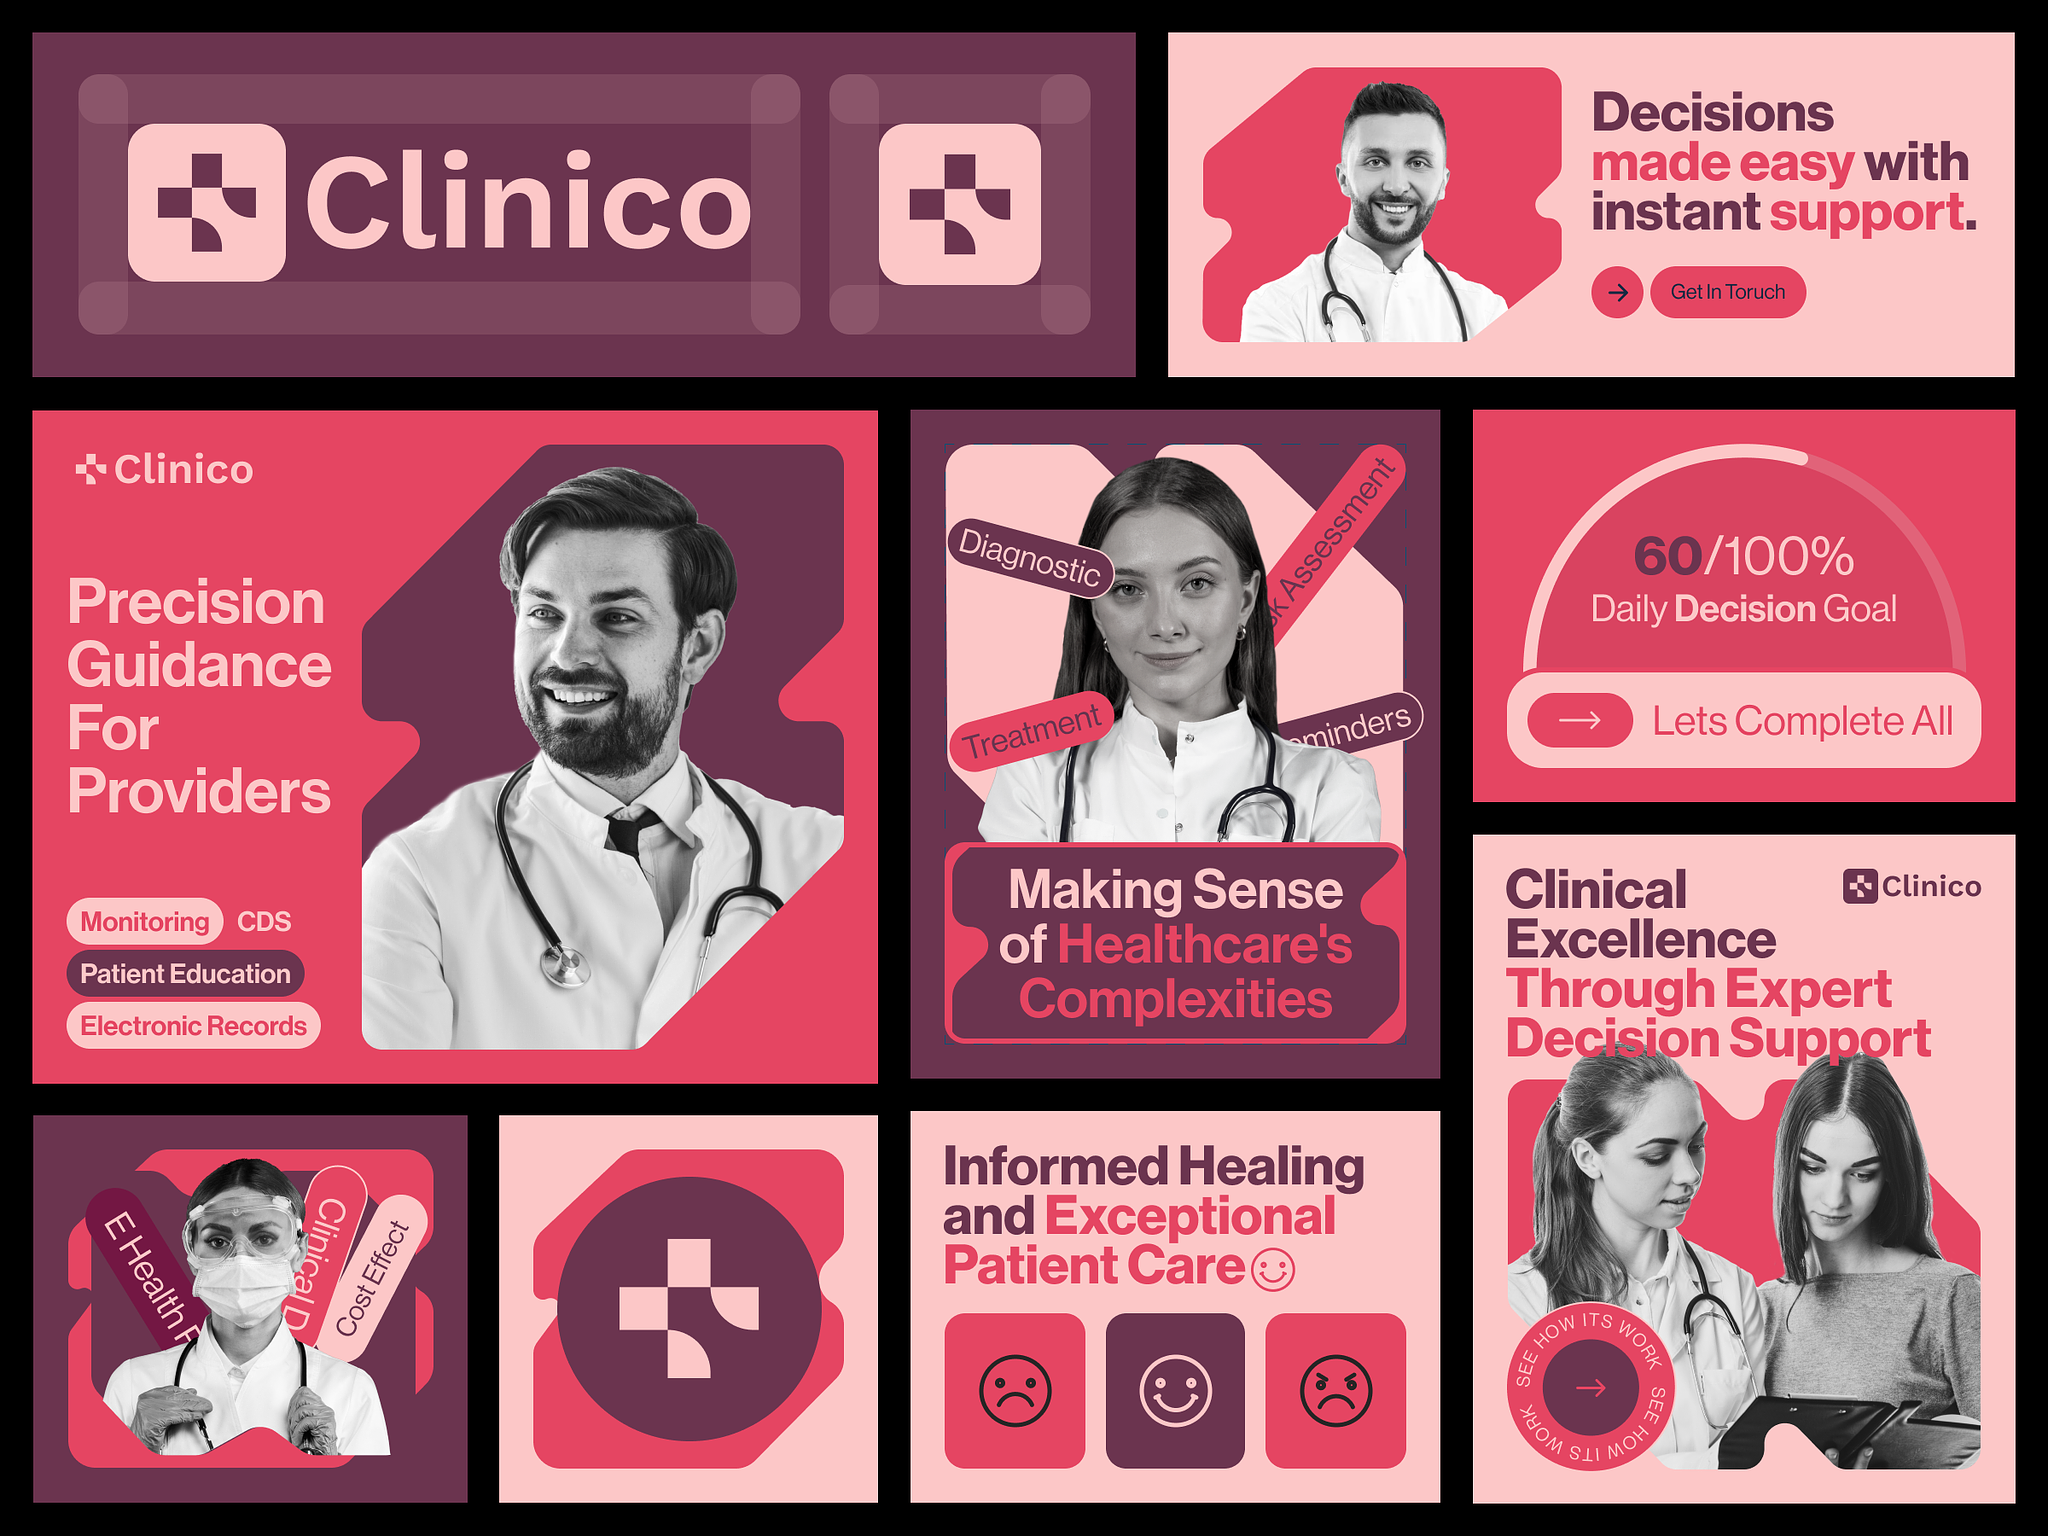 Clinico
Decisions
made easy with
instant support.
Get In Toruch
Clinico
Precision
Guidance
For
Providers
Monitoring CDS
Patient Education
Electronic Records
Diagnostic
Assessment
Treatment
Making Sense
of Healthcare's
Complexities
60/100%
Daily Decision Goal
Lets Complete All
Clinical
Excellence
Through Expert
Decision Support
Clinico
SEE HOW ITS WORK
SEE HOW ITS WORK
E Health
Clinical D
Cost Effect
Informed Healing
and Exceptional
Patient Care